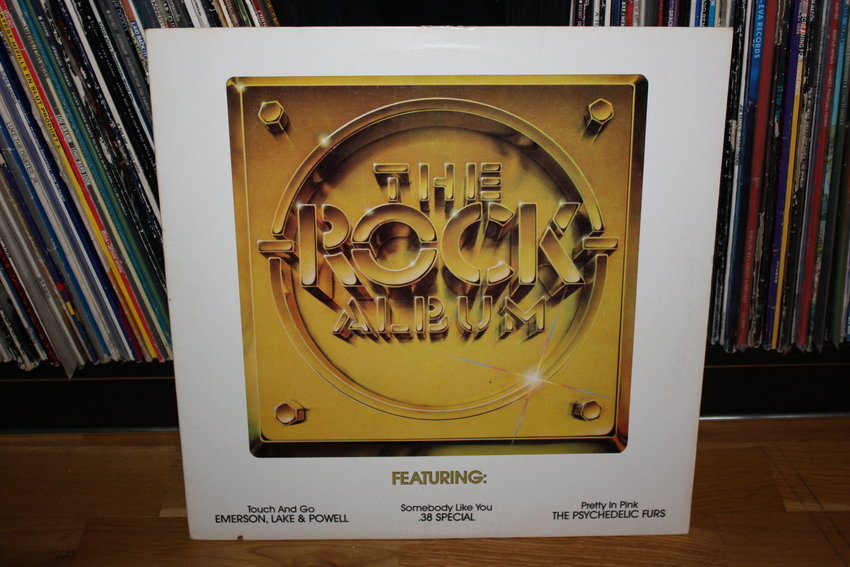 THE
ROCK
ALBUM
FEATURING:
Touch And Go
EMERSON, LAKE & POWELL
Somebody Like You
.38 SPECIAL
Pretty In Pink
THE PSYCHEDELIC FURS